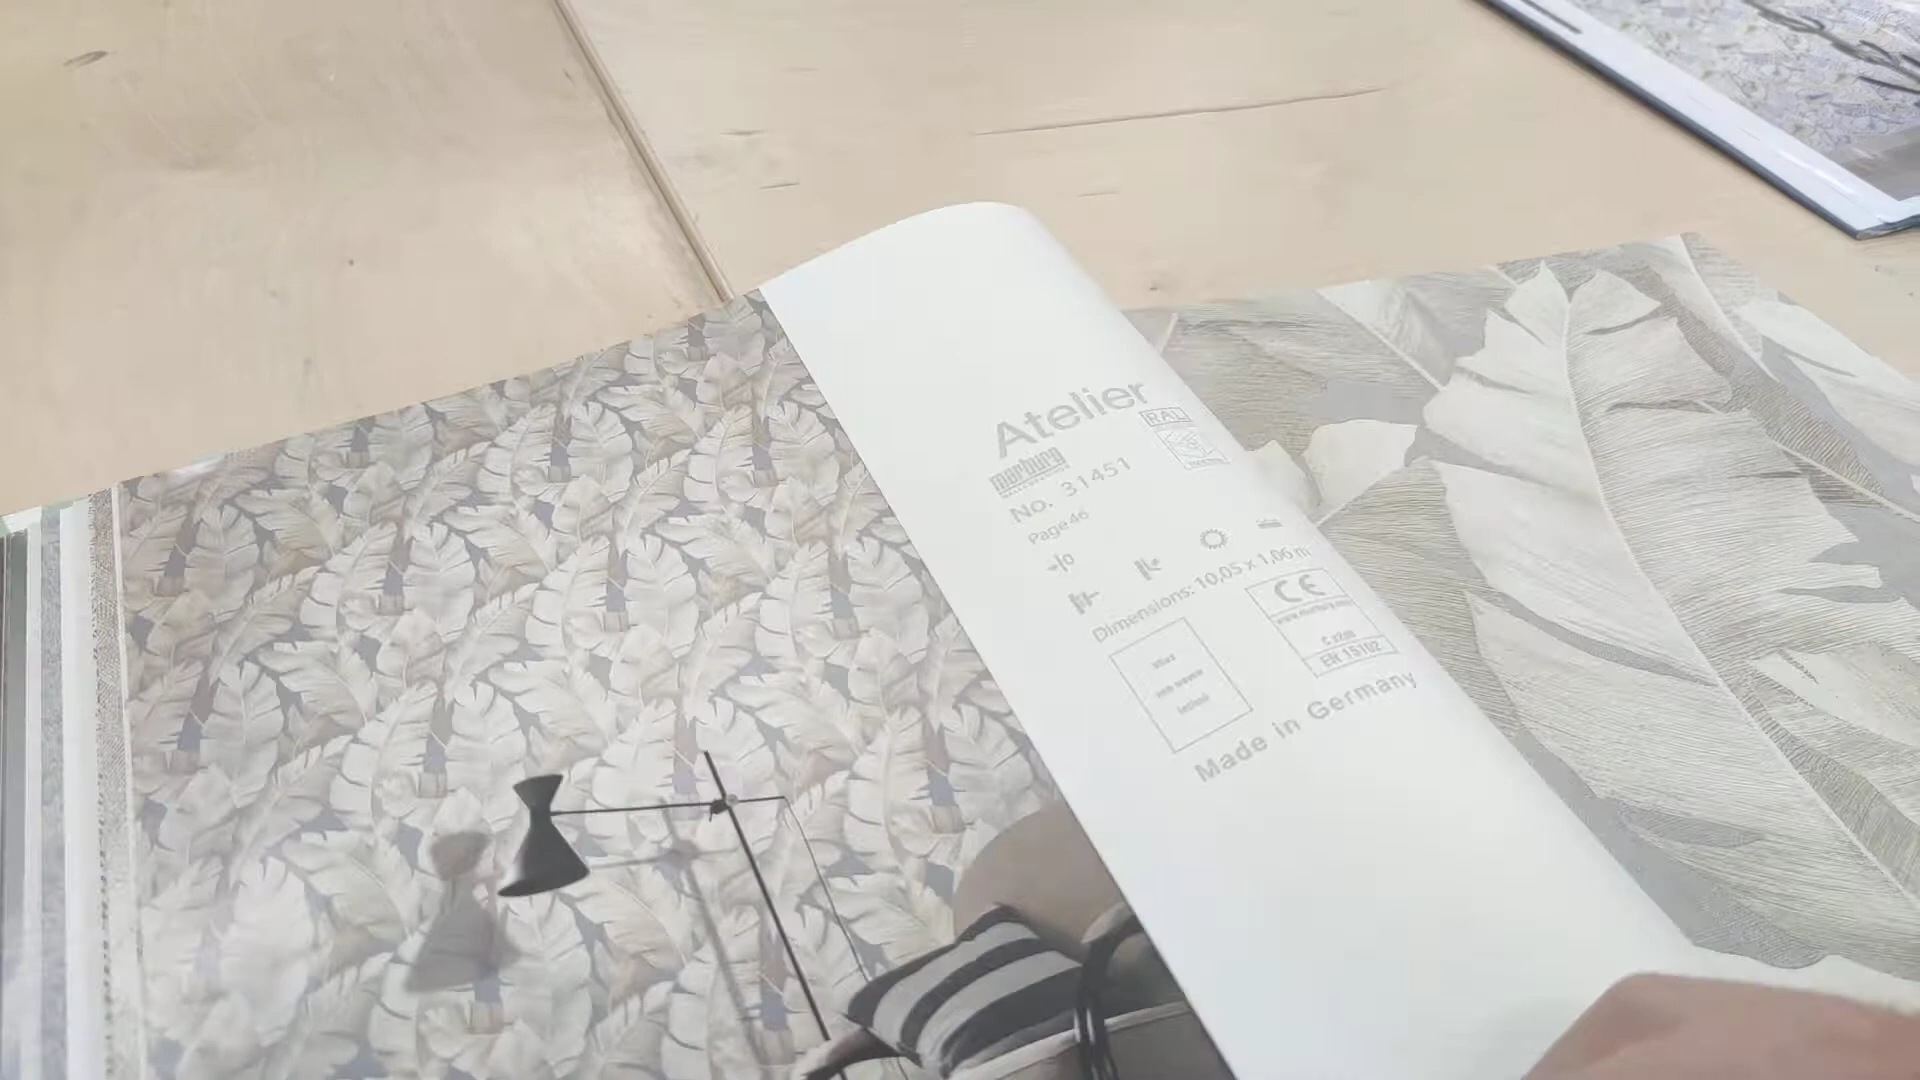 Atelier
RAL
marburg
No. 31451
Page 46
Dimensions: 10,05 x 1,06 m
CE
EN 15102
Made in Germany